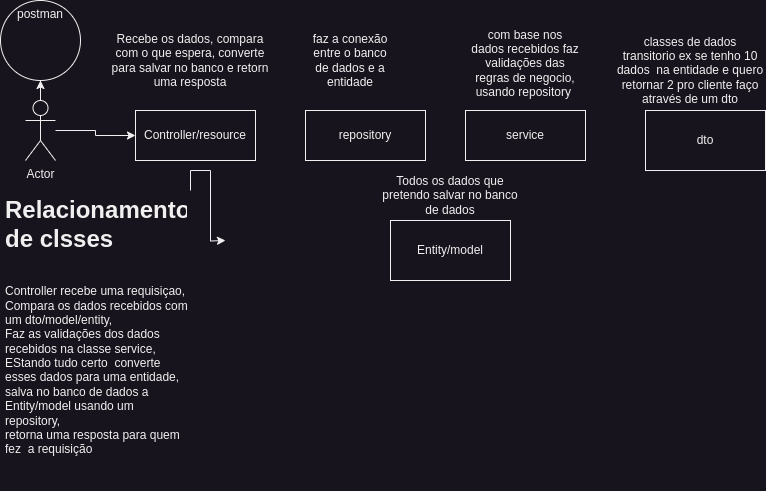 postman
Recebe os dados, compara
com o que espera, converte
para salvar no banco e retorn
uma resposta
faz a conexão
entre o banco
de dados e a
entidade
com base nos
dados recebidos faz
validações das
regras de negocio,
usando repository
classes de dados
transitorio ex se tenho 10
dados na entidade e quero
retornar 2 pro cliente faço
através de um dto
Controller/resource
repository
service
dto
Actor
Todos os dados que
pretendo salvar no banco
de dados
Entity/model
Relacionamento
de clsses
Controller recebe uma requisiçao,
Compara os dados recebidos com
um dto/model/entity,
Faz as validações dos dados
recebidos na classe service,
EStando tudo certo converte
esses dados para uma entidade,
salva no banco de dados a
Entity/model usando um
repository,
retorna uma resposta para quem
fez a requisição